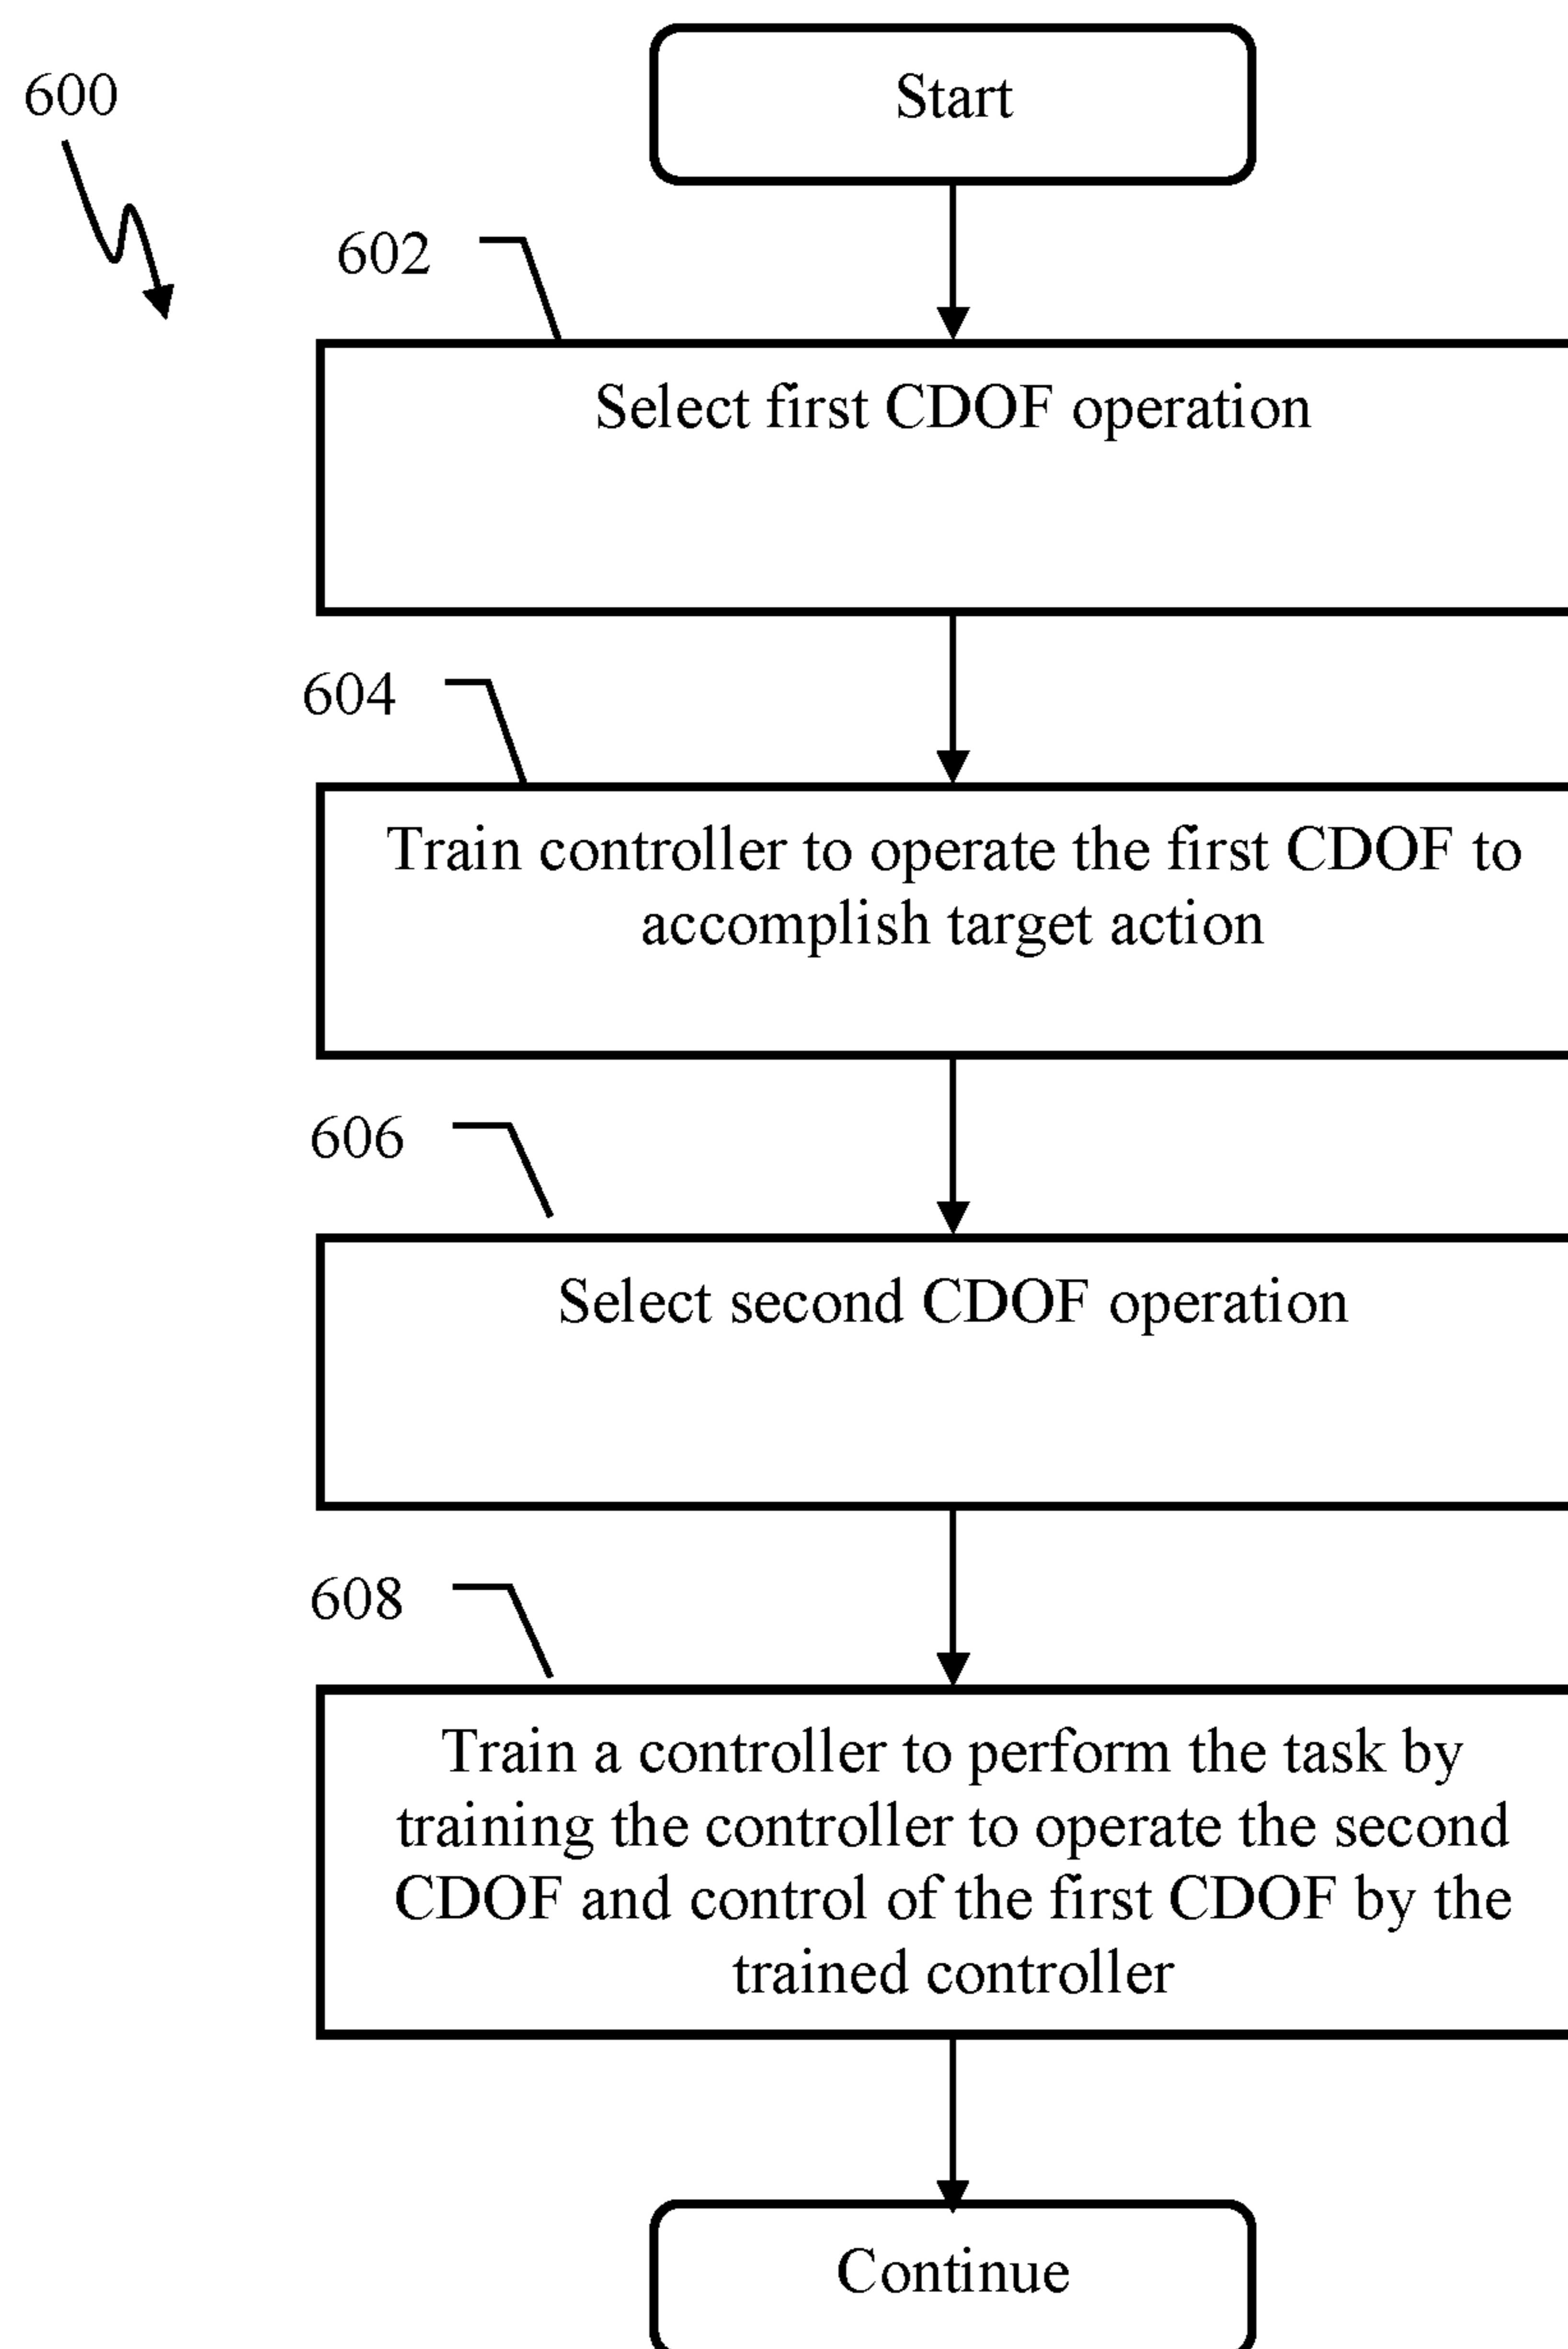 Start
600
602
Select first CDOF operation
604
Train controller to operate the first CDOF to
accomplish target action
606
Select second CDOF operation
608
Train a controller to perform the task by
training the controller to operate the second
CDOF and control of the first CDOF by the
trained controller
Continue